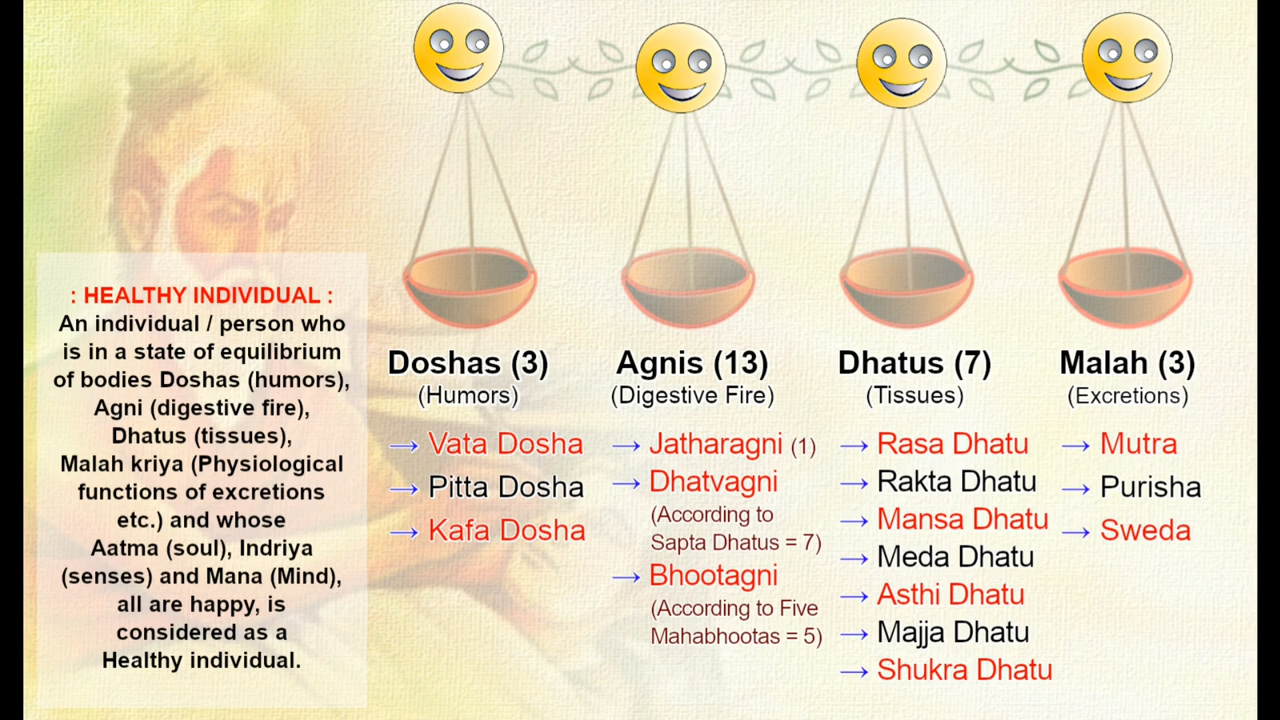 : HEALTHY INDIVIDUAL :
An individual / person who
is in a state of equilibrium
of bodies Doshas (humors),
Agni (digestive fire),
Dhatus (tissues),
Malah kriya (Physiological
functions of excretions
etc.) and whose
Aatma (soul), Indriya
(senses) and Mana (Mind),
all are happy, is
considered as a
Healthy individual.
Doshas (3)
(Humors)
→ Vata Dosha
→ Pitta Dosha
→ Kafa Dosha
Agnis (13)
(Digestive Fire)
→ Jatharagni (1)
→ Dhatvagni
(According to
Sapta Dhatus = 7)
→ Bhootagni
(According to Five
Mahabhootas = 5)
Dhatus (7)
(Tissues)
→ Rasa Dhatu
→ Rakta Dhatu
→ Mansa Dhatu
→ Meda Dhatu
→ Asthi Dhatu
→ Majja Dhatu
→ Shukra Dhatu
Malah (3)
(Excretions)
→ Mutra
→ Purisha
→ Sweda